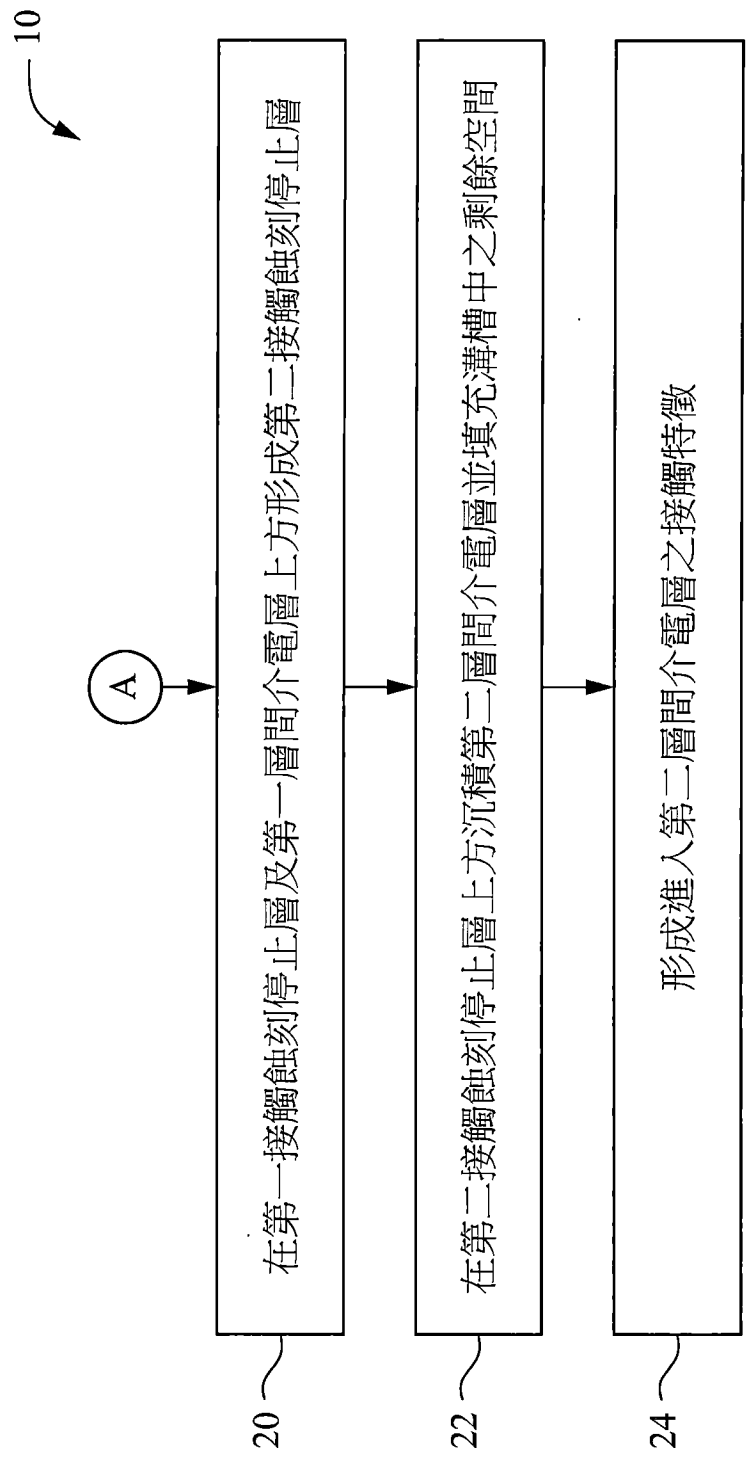 10
A
20
在第一接觸蝕刻停止層及第一層間介電層上方形成第二接觸蝕刻停止層
22
在第二接觸蝕刻停止層上方沉積第二層間介電層並填充溝槽中之剩餘空間
24
形成進入第二層間介電層之接觸特徵